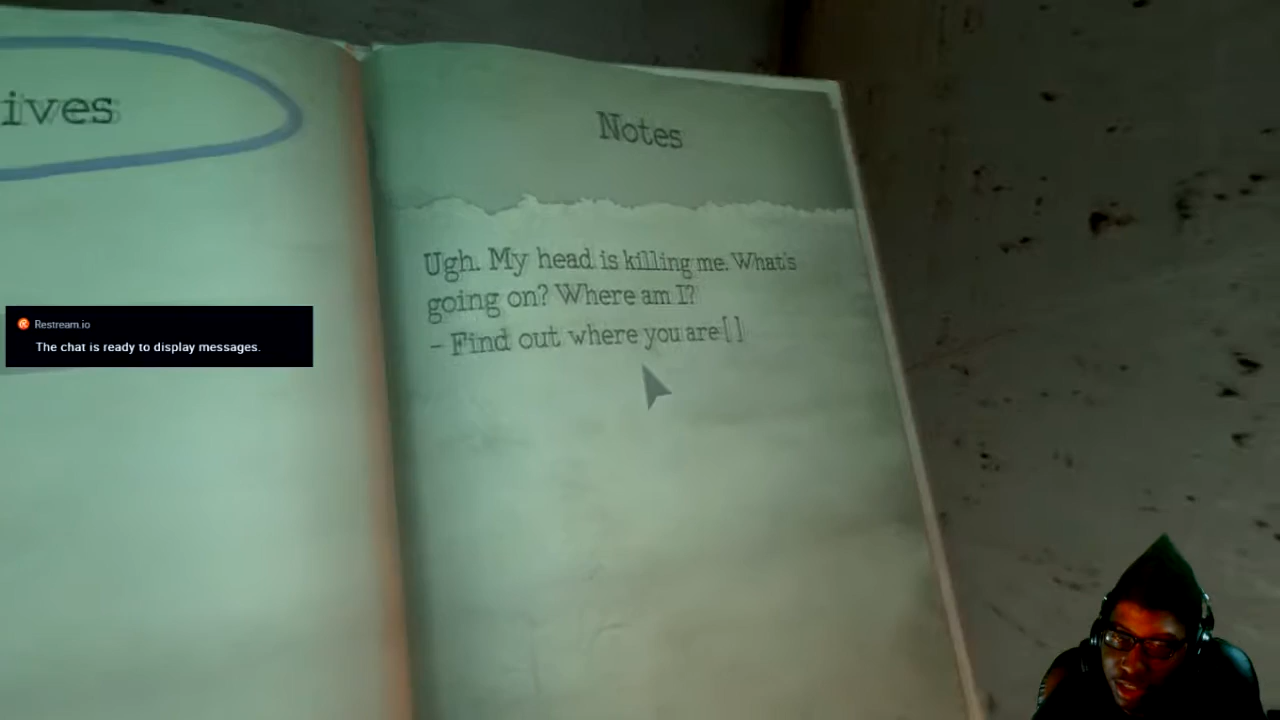 ives
Notes
Ugh. My head is killing me. What's
going on? Where am I?
- Find out where you are[ ]
Restream.io
The chat is ready to display messages.